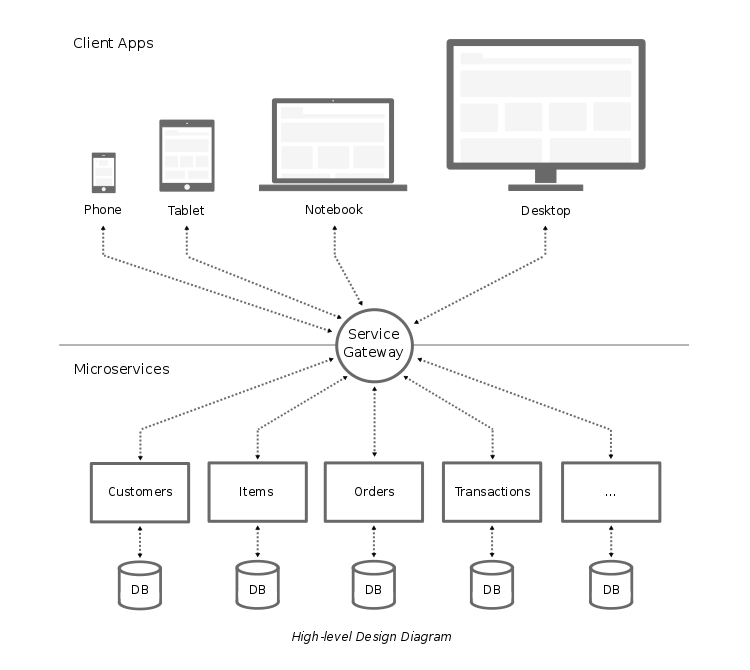 Client Apps
Phone
Tablet
Notebook
Desktop
Service
Gateway
Microservices
Customers
Items
Orders
Transactions
...
DB
DB
DB
DB
DB
High-level Design Diagram